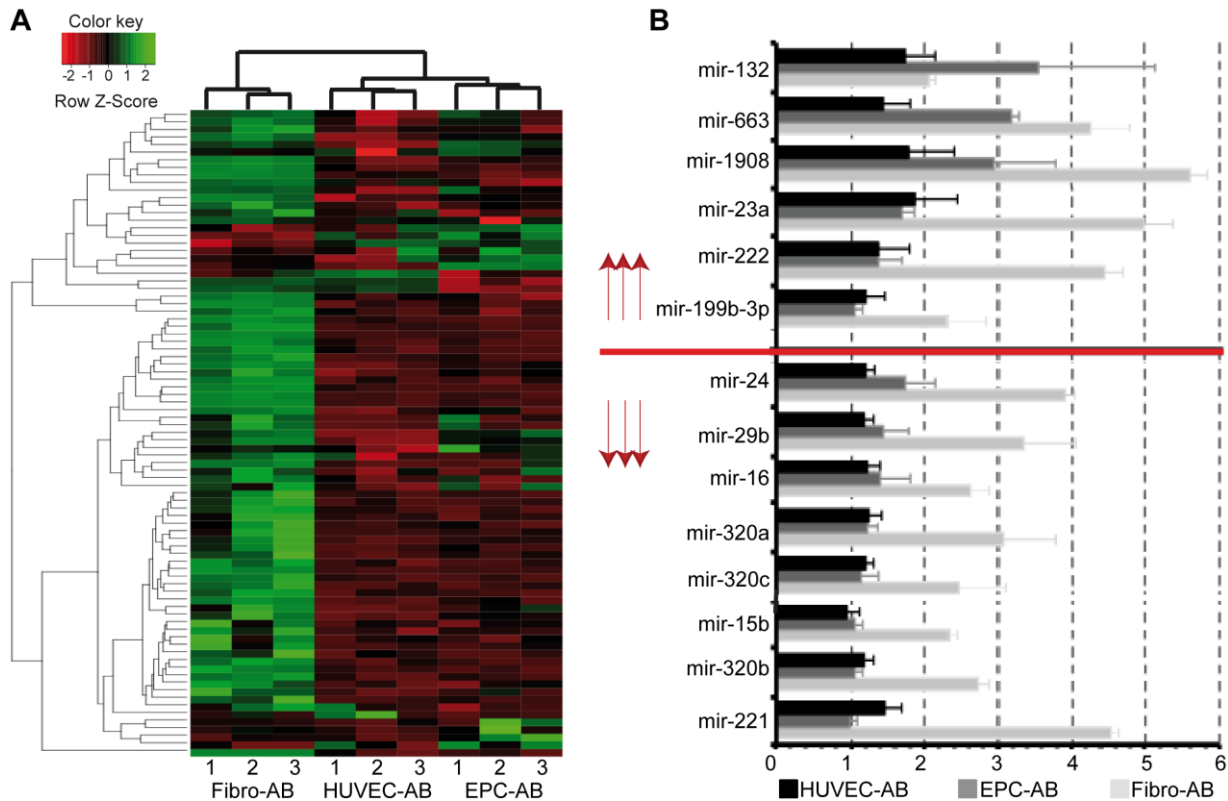 A
Color key
-2 -1 0 1 2
Row Z-Score
1 2 3 1 2 3 1 2 3
Fibro-AB HUVEC-AB EPC-AB
B
mir-132
mir-663
mir-1908
mir-23a
mir-222
mir-199b-3p
mir-24
mir-29b
mir-16
mir-320a
mir-320c
mir-15b
mir-320b
mir-221
0 1 2 3 4 5 6
HUVEC-AB EPC-AB Fibro-AB